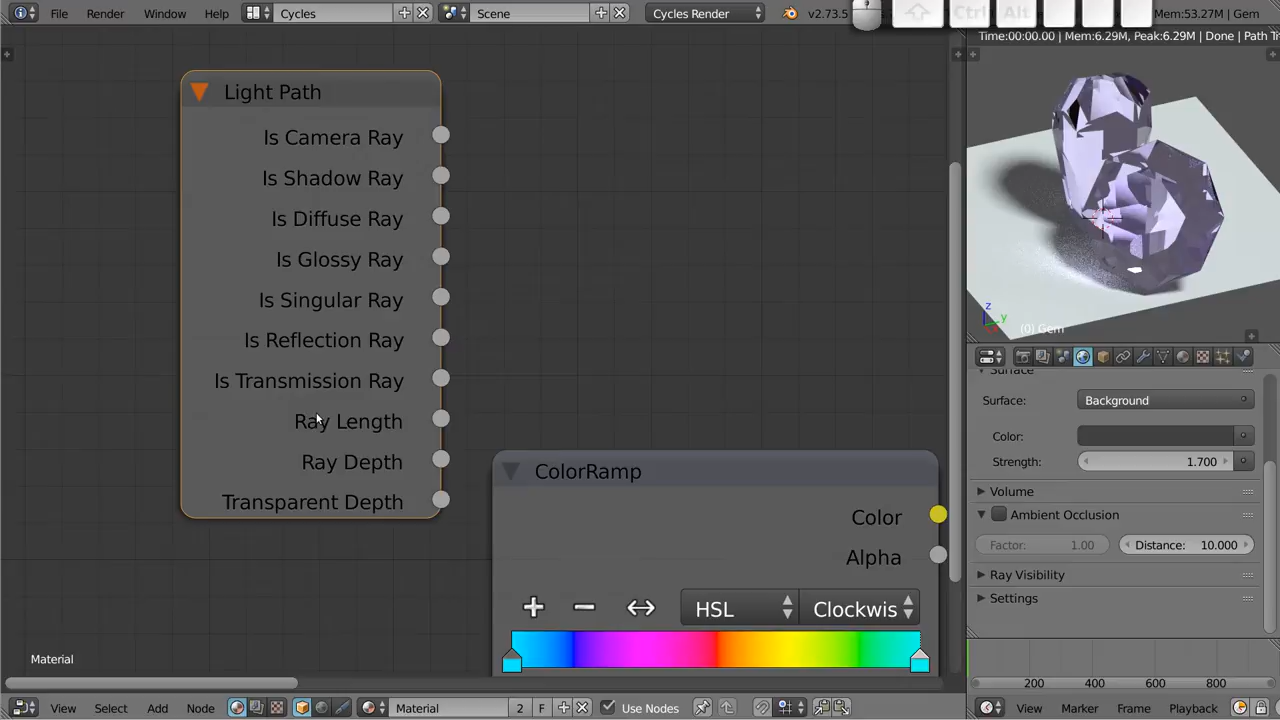 File Render Window Help Cycles Scene Cycles Render v2.73.5 Ctrl Alt Mem:53.27M | Gem
Time:00:00.00 | Mem:6.29M, Peak:6.29M | Done | Path Tr
Light Path
Is Camera Ray
Is Shadow Ray
Is Diffuse Ray
Is Glossy Ray
Is Singular Ray
Is Reflection Ray
Is Transmission Ray
Ray Length
Ray Depth
Transparent Depth
ColorRamp
Color
Alpha
HSL Clockwis
Material
z
y
(0) Gem
Surface
Surface: Background
Color:
Strength: 1.700
Volume
Ambient Occlusion
Factor: 1.00 Distance: 10.000
Ray Visibility
Settings
200 400 600 800
View Select Add Node Material 2 F Use Nodes View Marker Frame Playback